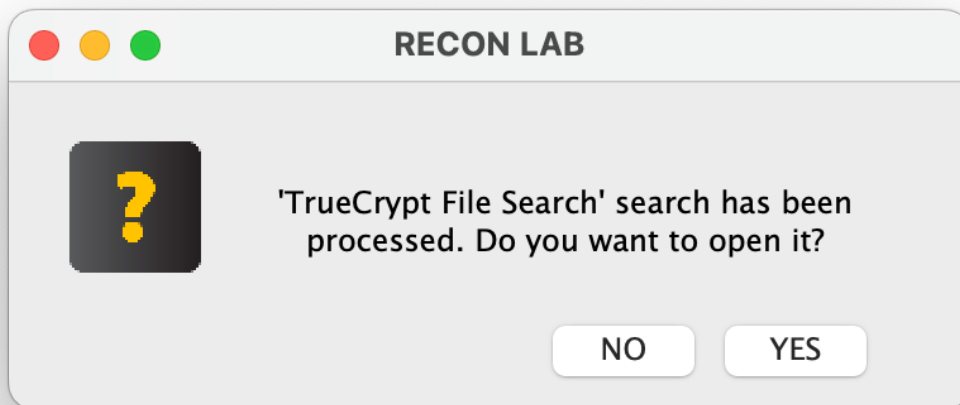 RECON LAB
?
'TrueCrypt File Search' search has been
processed. Do you want to open it?
NO
YES